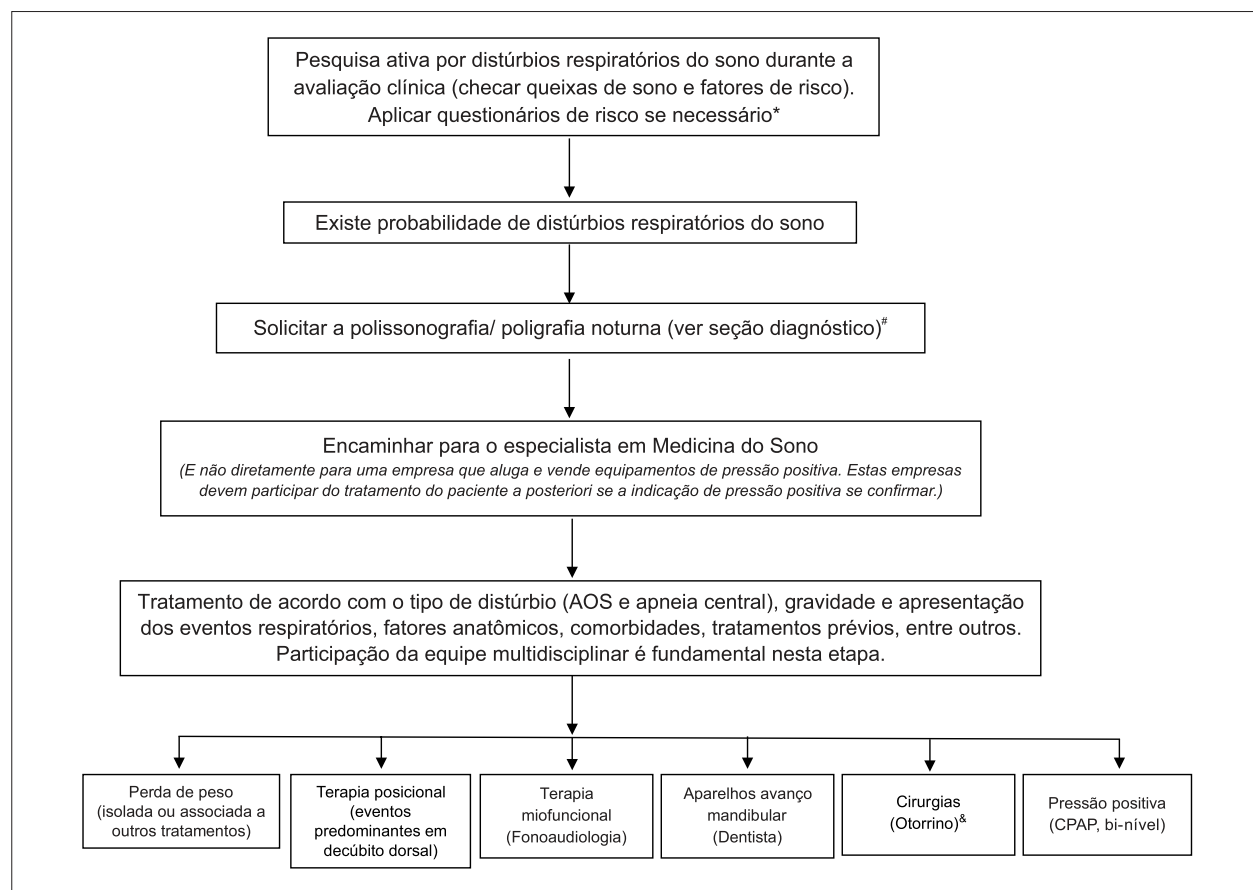 Pesquisa ativa por distúrbios respiratórios do sono durante a
avaliação clínica (checar queixas de sono e fatores de risco).
Aplicar questionários de risco se necessário*
Existe probabilidade de distúrbios respiratórios do sono
Solicitar a polissonografia/ poligrafia noturna (ver seção diagnóstico)#
Encaminhar para o especialista em Medicina do Sono
(E não diretamente para uma empresa que aluga e vende equipamentos de pressão positiva. Estas empresas
devem participar do tratamento do paciente a posteriori se a indicação de pressão positiva se confirmar.)
Tratamento de acordo com o tipo de distúrbio (AOS e apneia central), gravidade e apresentação
dos eventos respiratórios, fatores anatômicos, comorbidades, tratamentos prévios, entre outros.
Participação da equipe multidisciplinar é fundamental nesta etapa.
Perda de peso
(isolada ou associada a
outros tratamentos)
Terapia posicional
(eventos
predominantes em
decúbito dorsal)
Terapia
miofuncional
(Fonoaudiologia)
Aparelhos avanço
mandibular
(Dentista)
Cirurgias
(Otorrino)&
Pressão positiva
(CPAP, bi-nível)